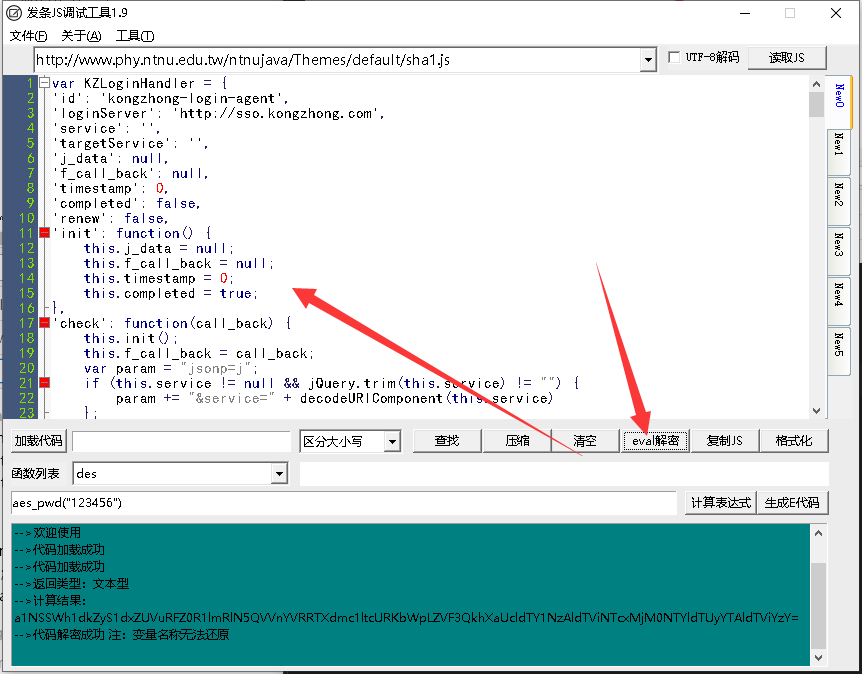 发条JS调试工具1.9
文件(F) 关于(A) 工具(T)
http://www.phy.ntnu.edu.tw/ntnujava/Themes/default/sha1.js UTF-8解码 读取JS
1 var KZLoginHandler = {
2 'id': 'kongzhong-login-agent',
3 'loginServer': 'http://sso.kongzhong.com',
4 'service': '',
5 'targetService': '',
6 'j_data': null,
7 'f_call_back': null,
8 'timestamp': 0,
9 'completed': false,
10 'renew': false,
11 'init': function() {
12 this.j_data = null;
13 this.f_call_back = null;
14 this.timestamp = 0;
15 this.completed = true;
16 },
17 'check': function(call_back) {
18 this.init();
19 this.f_call_back = call_back;
20 var param = "jsonp=j";
21 if (this.service != null && jQuery.trim(this.service) != "") {
22 param += "&service=" + decodeURIComponent(this.service)
23 };
New0
New1
New2
New3
New4
New5
加载代码 区分大小写 查找 压缩 清空 eval解密 复制JS 格式化
函数列表 des
aes_pwd("123456") 计算表达式 生成E代码
-->欢迎使用
-->代码加载成功
-->代码加载成功
-->返回类型：文本型
-->计算结果：
a1NSSWh1dkZyS1dxZUVuRFZ0R1lmRlN5QVVnYVRRTXdmc1ltcURKbWpLZVF3QkhXaUdldTY1NzAldTViNTcxMjM0NTYldTUyYTAldTViYzY=
-->代码解密成功 注：变量名称无法还原